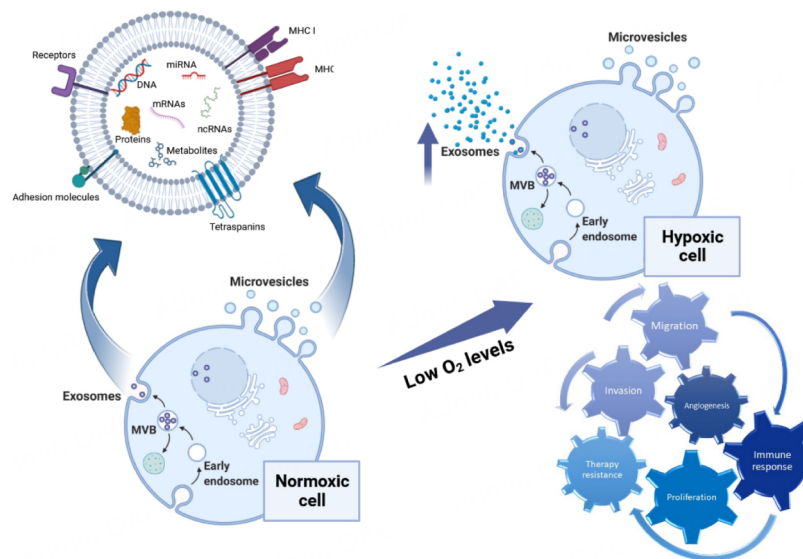 Receptors
miRNA
MHC I
MHC
DNA
mRNAs
ncRNAs
Proteins
Metabolites
Adhesion molecules
Tetraspanins
Microvesicles
Exosomes
MVB
Early
endosome
Normoxic
cell
Low O₂ levels
Microvesicles
Exosomes
MVB
Early
endosome
Hypoxic
cell
Migration
Invasion
Angiogenesis
Immune
response
Therapy
resistance
Proliferation